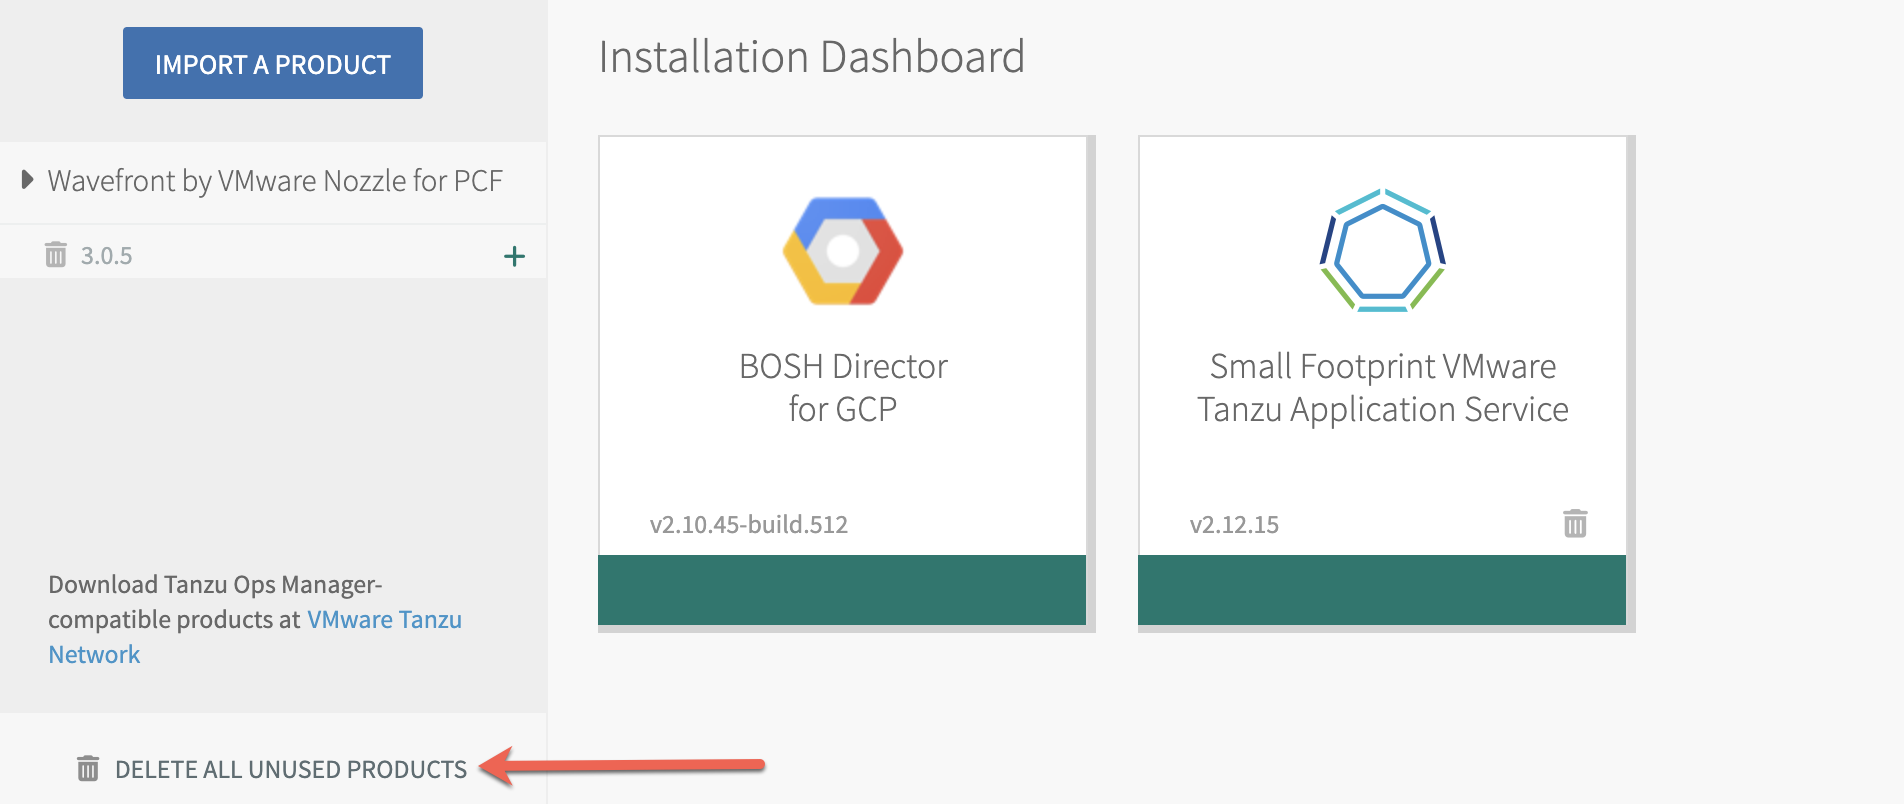 IMPORT A PRODUCT
Wavefront by VMware Nozzle for PCF
3.0.5
Download Tanzu Ops Manager-
compatible products at VMware Tanzu
Network
DELETE ALL UNUSED PRODUCTS
Installation Dashboard
BOSH Director
for GCP
v2.10.45-build.512
Small Footprint VMware
Tanzu Application Service
v2.12.15